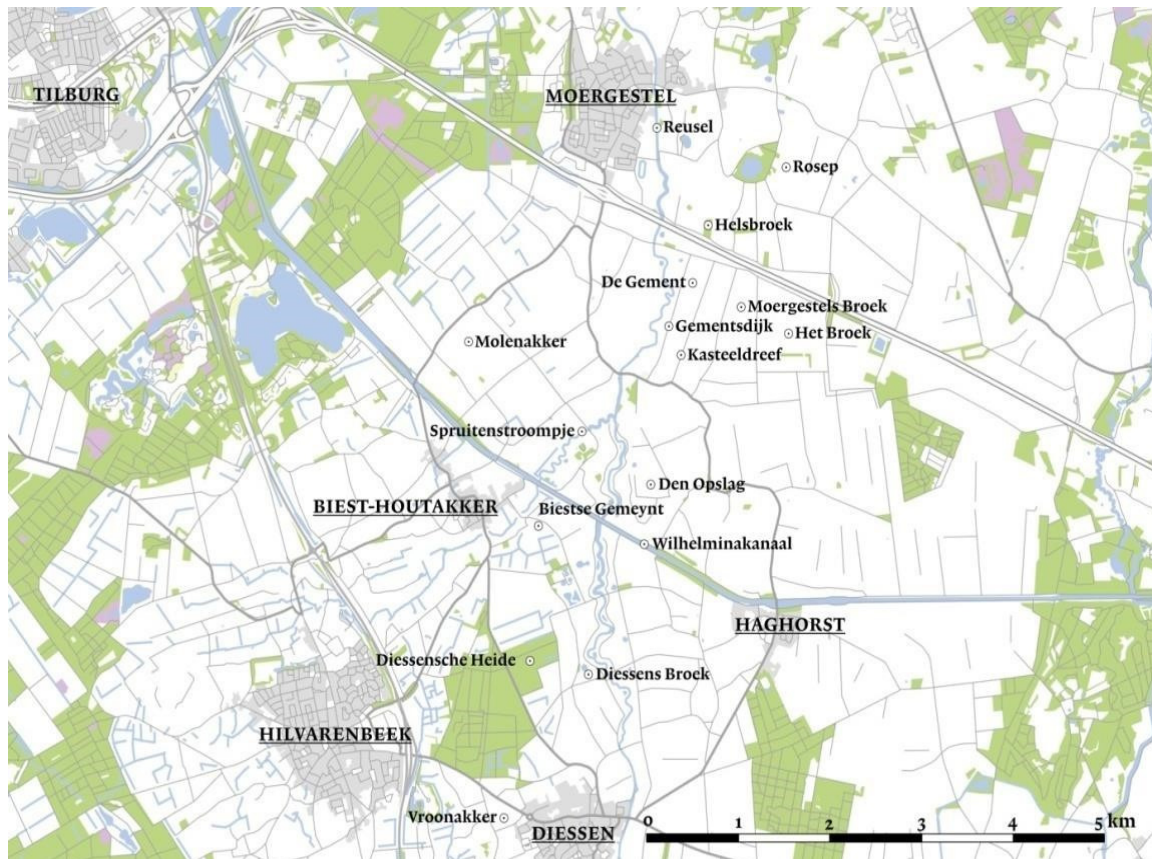 TILBURG
MOERGESTEL
Reusel
Rosep
Helsbroek
De Gement
Moergestels Broek
Gementsdijk
Het Broek
Molenakker
Kasteeldreef
Spruitenstroompje
Den Opslag
BIEST-HOUTAKKER
Biestse Gemeynt
Wilhelminakanaal
HAGHORST
Diessensche Heide
Diessens Broek
HILVARENBEEK
Vroonakker
DIESSEN
0 1 2 3 4 5 km